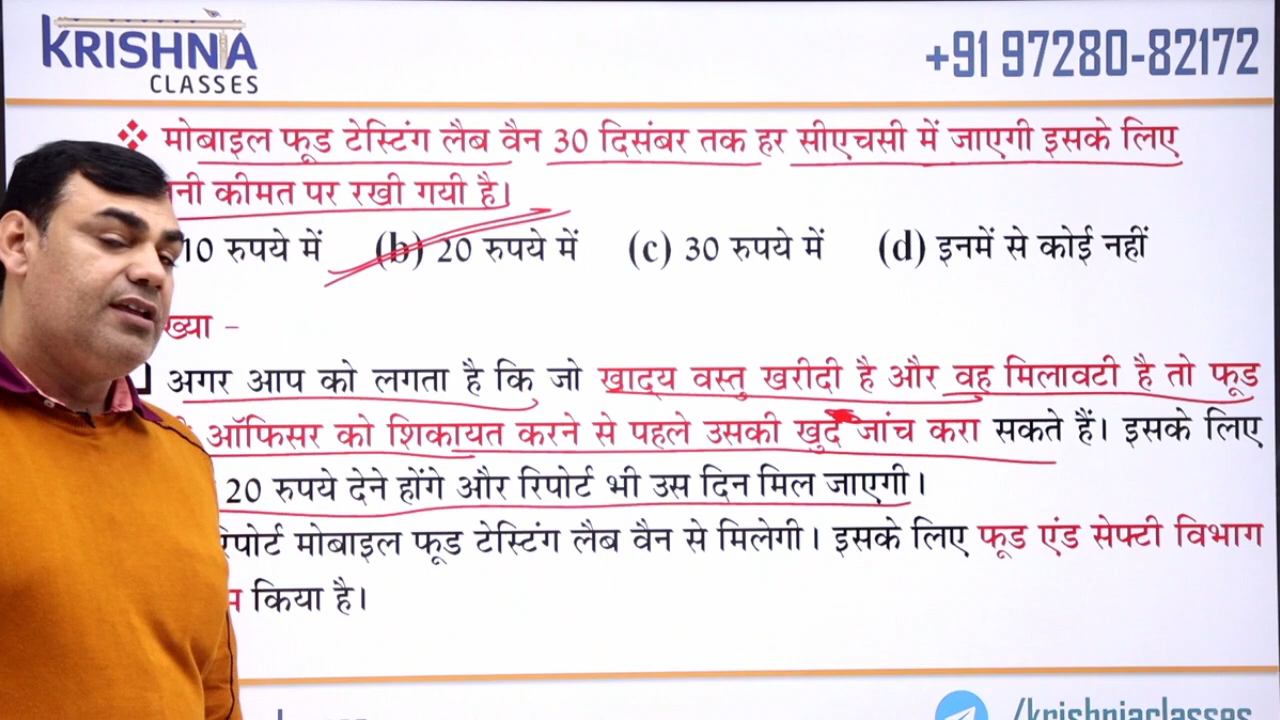 KRISHNA
CLASSES
+91 97280-82172
❖ मोबाइल फूड टेस्टिंग लैब वैन 30 दिसंबर तक हर सीएचसी में जाएगी इसके लिए
कीमत पर रखी गयी है।
10 रुपये में (b) 20 रुपये में (c) 30 रुपये में (d) इनमें से कोई नहीं
अगर आप को लगता है कि जो खाद्य वस्तु खरीदी है और वह मिलावटी है तो फूड
ऑफिसर को शिकायत करने से पहले उसकी खुद जांच करा सकते हैं। इसके लिए
20 रुपये देने होंगे और रिपोर्ट भी उस दिन मिल जाएगी।
मोबाइल फूड टेस्टिंग लैब वैन से मिलेगी। इसके लिए फूड एंड सेफ्टी विभाग
किया है।
/krishniaclasses